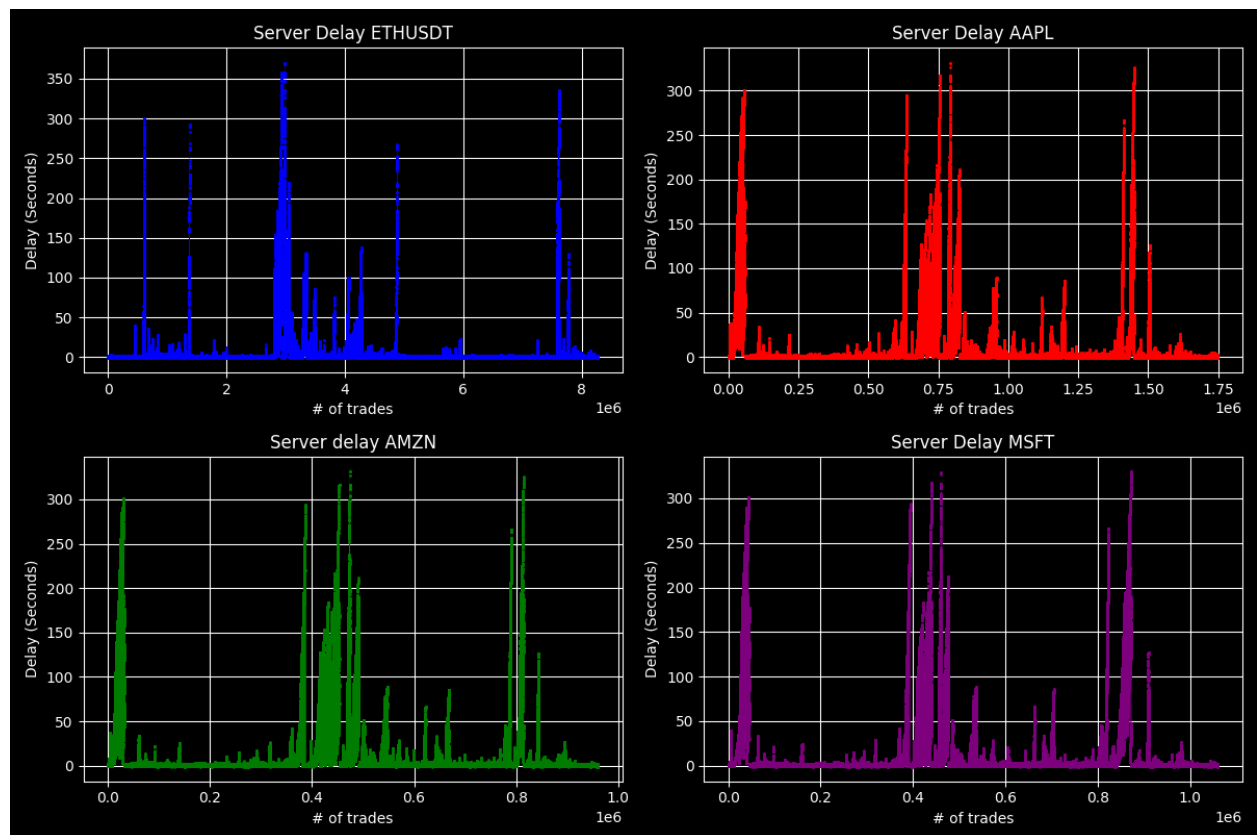 Server Delay ETHUSDT
Delay (Seconds)
350
300
250
200
150
100
50
0
0 2 4 6 8
1e6
# of trades
Server Delay AAPL
Delay (Seconds)
300
250
200
150
100
50
0
0.00 0.25 0.50 0.75 1.00 1.25 1.50 1.75
1e6
# of trades
Server delay AMZN
Delay (Seconds)
300
250
200
150
100
50
0
0.0 0.2 0.4 0.6 0.8 1.0
1e6
# of trades
Server Delay MSFT
Delay (Seconds)
300
250
200
150
100
50
0
0.0 0.2 0.4 0.6 0.8 1.0
1e6
# of trades